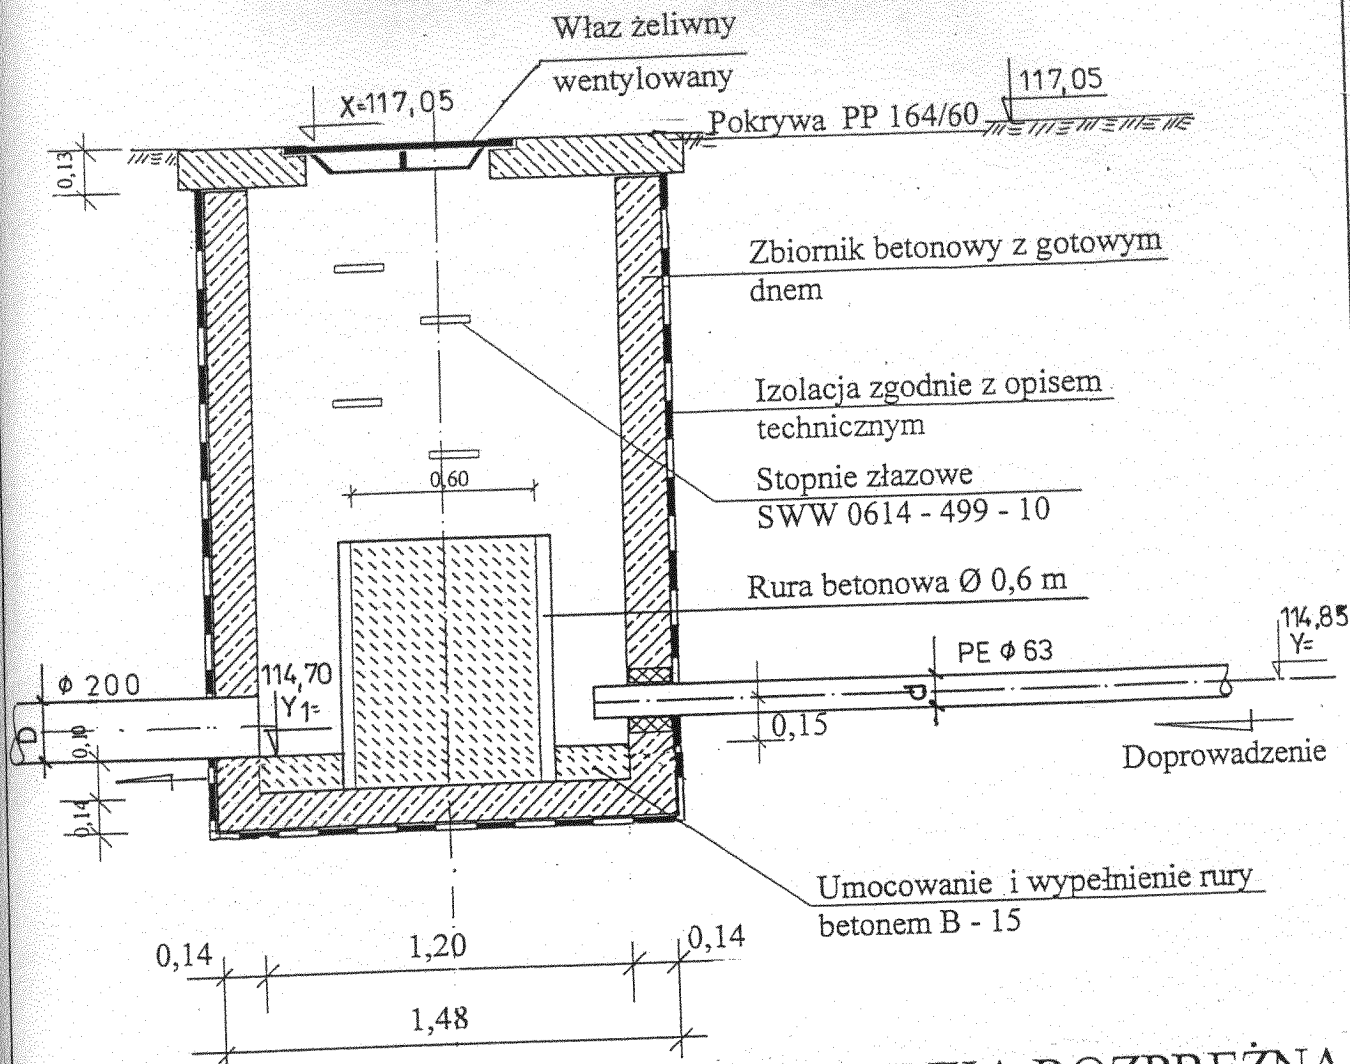 Właz żeliwny
wentylowany
X=117,05
117,05
Pokrywa PP 164/60
0,13
Zbiornik betonowy z gotowym
dnem
Izolacja zgodnie z opisem
technicznym
Stopnie złazowe
SWW 0614 - 499 - 10
0,60
Rura betonowa Ø 0,6 m
114,85
Y=
PE ϕ 63
d
ϕ 200
114,70
Y1=
D
0,10
0,15
Doprowadzenie
0,14
Umocowanie i wypełnienie rury
betonem B - 15
0,14
1,20
0,14
1,48
ROZPRĘŻNA